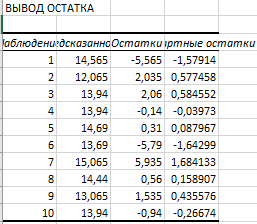 ВЫВОД ОСТАТКА
Наблюдение дсказанно Остатки ртные остатки
1 14,565 -5,565 -1,57914
2 12,065 2,035 0,577458
3 13,94 2,06 0,584552
4 13,94 -0,14 -0,03973
5 14,69 0,31 0,087967
6 13,69 -5,79 -1,64299
7 15,065 5,935 1,684133
8 14,44 0,56 0,158907
9 13,065 1,535 0,435576
10 13,94 -0,94 -0,26674